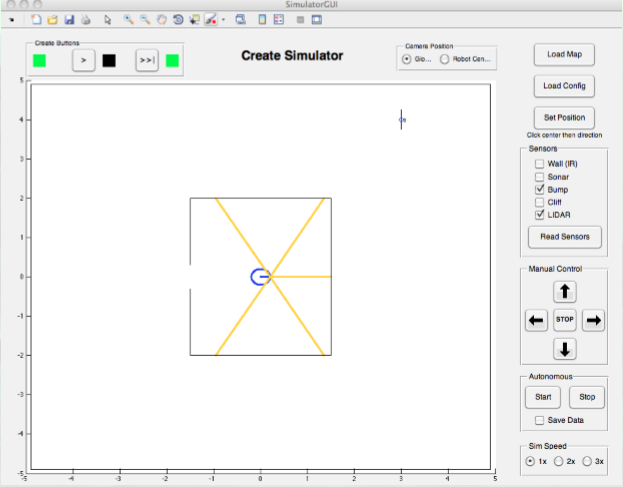 SimulatorGUI
Create Buttons
>
>>|
Create Simulator
Camera Position
Glo...
Robot Cen...
Load Map
Load Config
Set Position
Click center then direction
Sensors
Wall (IR)
Sonar
Bump
Cliff
LIDAR
Read Sensors
Manual Control
STOP
Autonomous
Start
Stop
Save Data
Sim Speed
1x
2x
3x
5
4
3
2
1
0
-1
-2
-3
-4
-5
-5 -4 -3 -2 -1 0 1 2 3 4 5